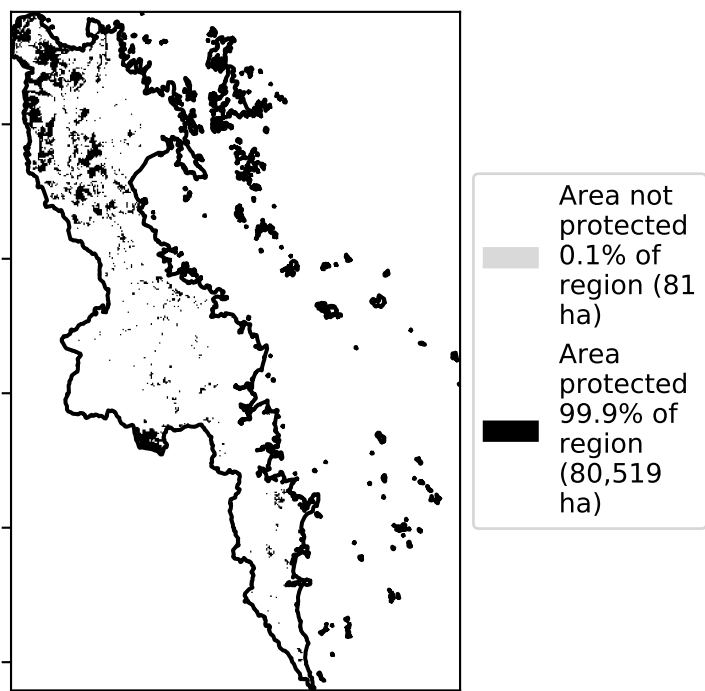 Area not
protected
0.1% of
region (81
ha)
Area
protected
99.9% of
region
(80,519
ha)